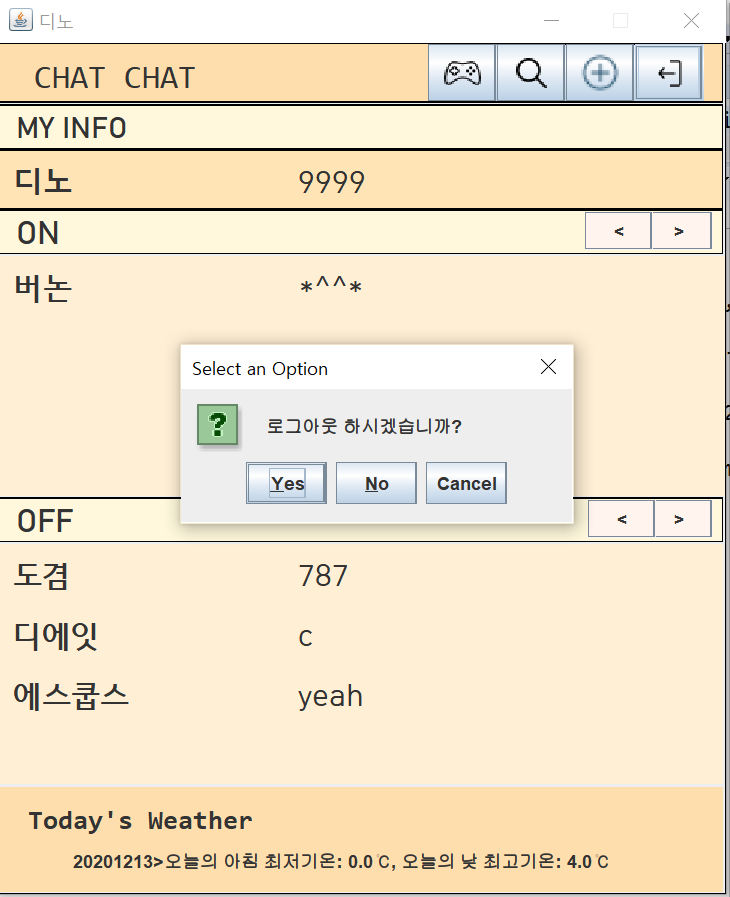 디노
CHAT CHAT
MY INFO
디노 9999
ON < >
버논 *^^*
Select an Option
?
로그아웃 하시겠습니까?
Yes No Cancel
OFF < >
도겸 787
디에잇 c
에스쿱스 yeah
Today's Weather
20201213>오늘의 아침 최저기온: 0.0℃, 오늘의 낮 최고기온: 4.0℃